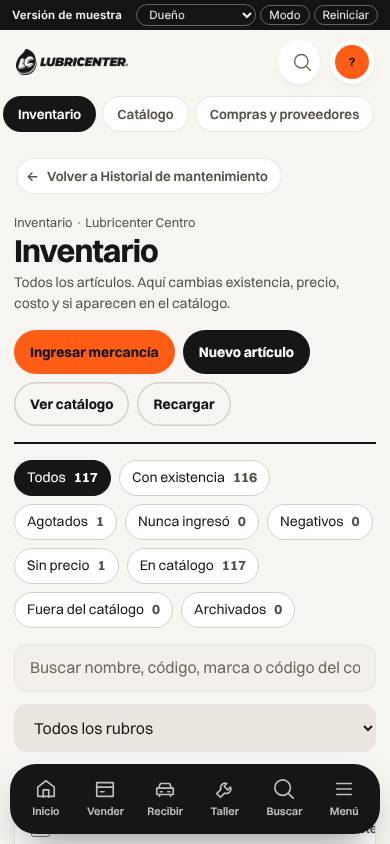 Versión de muestra Dueño Modo Reiniciar
LUBRICENTER. ?
Inventario Catálogo Compras y proveedores
← Volver a Historial de mantenimiento
Inventario · Lubricenter Centro
Inventario
Todos los artículos. Aquí cambias existencia, precio,
costo y si aparecen en el catálogo.
Ingresar mercancía Nuevo artículo
Ver catálogo Recargar
Todos 117 Con existencia 116
Agotados 1 Nunca ingresó 0 Negativos 0
Sin precio 1 En catálogo 117
Fuera del catálogo 0 Archivados 0
Buscar nombre, código, marca o código del co
Todos los rubros
Inicio Vender Recibir Taller Buscar Menú